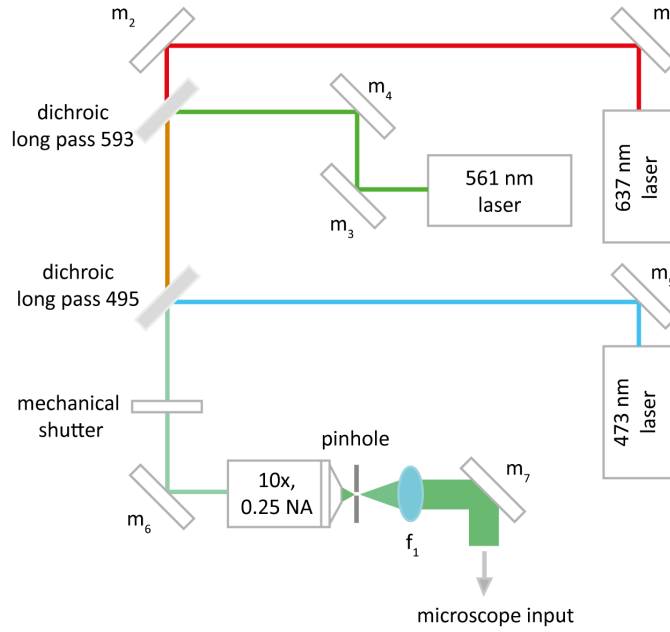 m₂
m
dichroic
long pass 593
m₄
561 nm
laser
637 nm
laser
m₃
dichroic
long pass 495
m₅
473 nm
laser
mechanical
shutter
pinhole
10x,
0.25 NA
m₇
m₆
f₁
microscope input